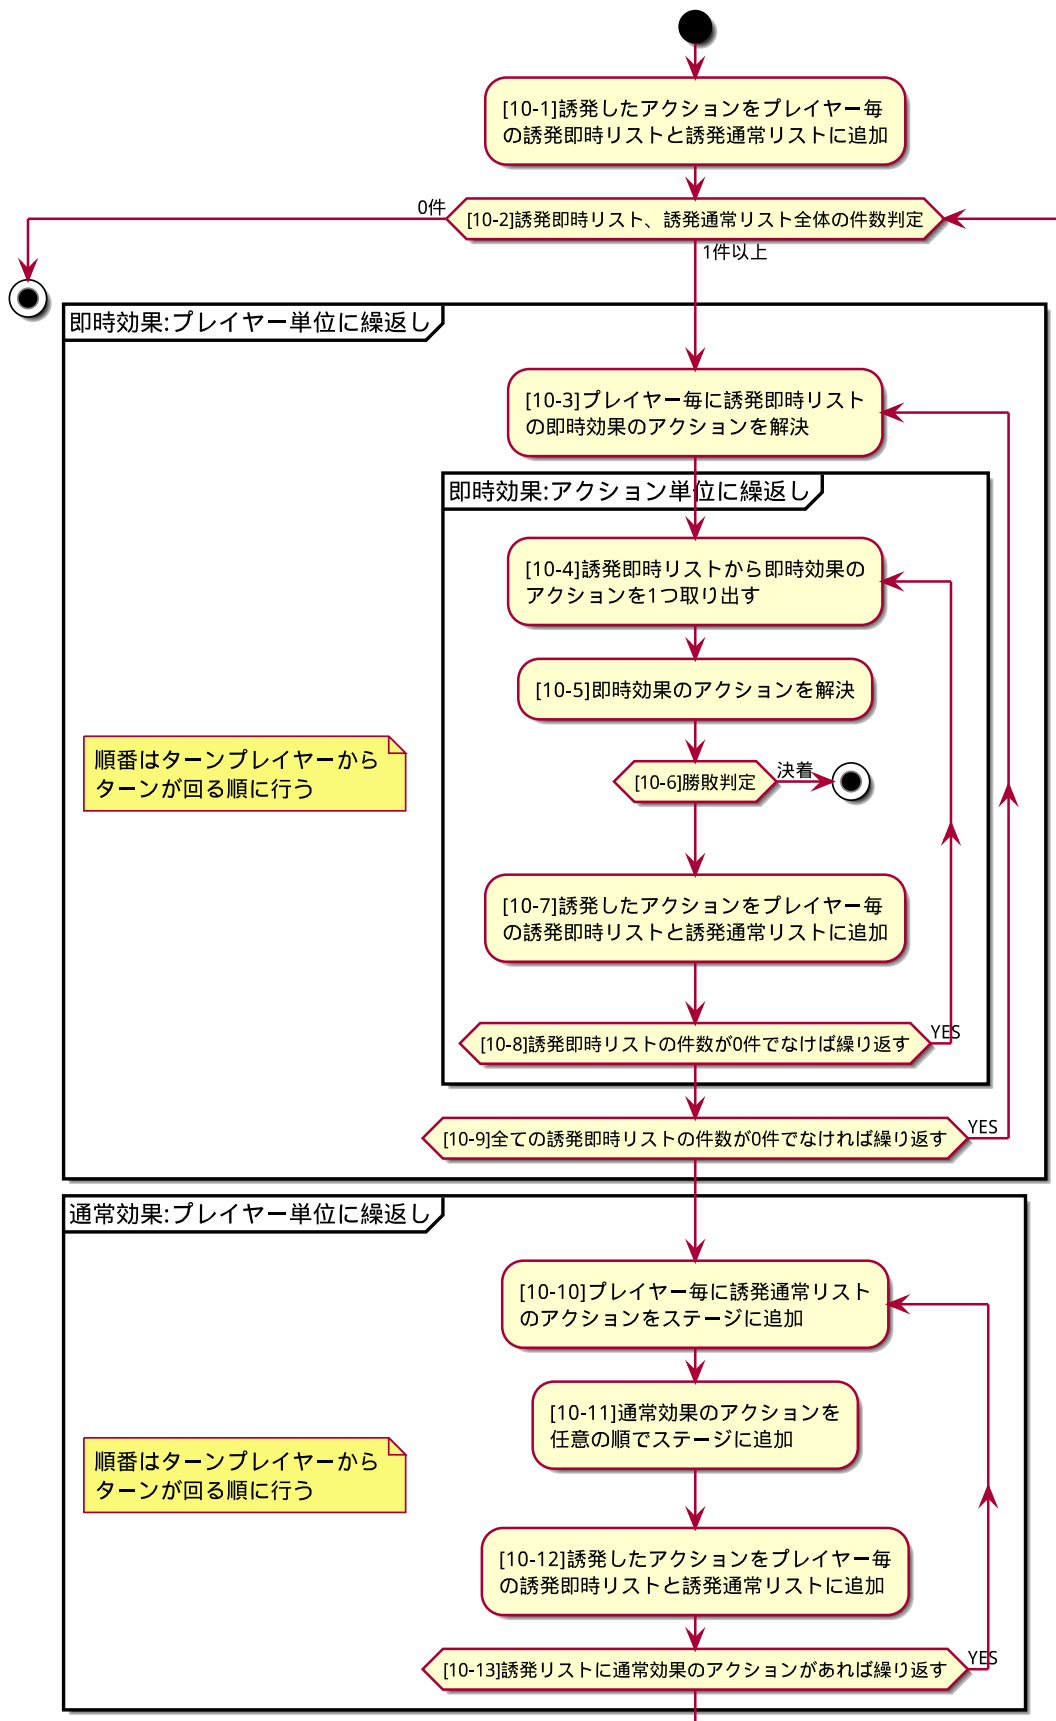 [10-1]誘発したアクションをプレイヤー毎
の誘発即時リストと誘発通常リストに追加
0件
[10-2]誘発即時リスト、誘発通常リスト全体の件数判定
1件以上
即時効果:プレイヤー単位に繰返し
[10-3]プレイヤー毎に誘発即時リスト
の即時効果のアクションを解決
即時効果:アクション単位に繰返し
[10-4]誘発即時リストから即時効果の
アクションを1つ取り出す
[10-5]即時効果のアクションを解決
順番はターンプレイヤーから
ターンが回る順に行う
[10-6]勝敗判定
決着
[10-7]誘発したアクションをプレイヤー毎
の誘発即時リストと誘発通常リストに追加
[10-8]誘発即時リストの件数が0件でなけば繰り返す
YES
[10-9]全ての誘発即時リストの件数が0件でなければ繰り返す
YES
通常効果:プレイヤー単位に繰返し
[10-10]プレイヤー毎に誘発通常リスト
のアクションをステージに追加
[10-11]通常効果のアクションを
任意の順でステージに追加
順番はターンプレイヤーから
ターンが回る順に行う
[10-12]誘発したアクションをプレイヤー毎
の誘発即時リストと誘発通常リストに追加
[10-13]誘発リストに通常効果のアクションがあれば繰り返す
YES